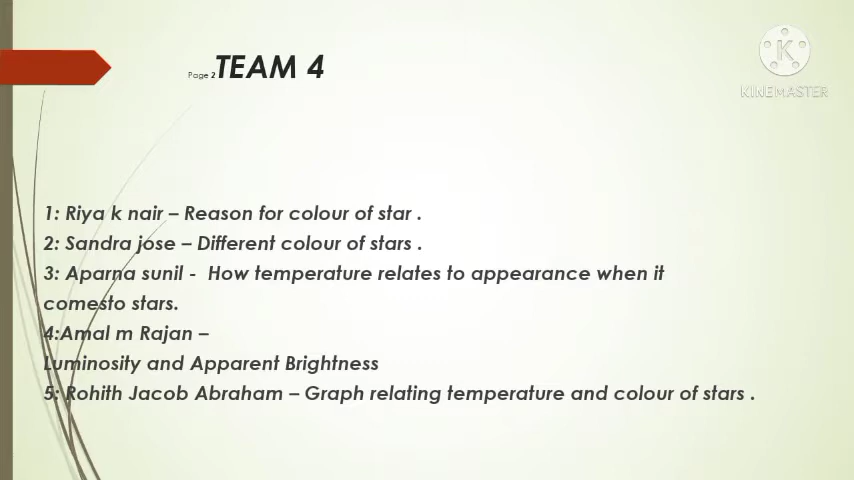 Page 2 TEAM 4
K
KINEMASTER
1: Riya k nair – Reason for colour of star .
2: Sandra jose – Different colour of stars .
3: Aparna sunil -  How temperature relates to appearance when it
comesto stars.
4:Amal m Rajan –
Luminosity and Apparent Brightness
5: Rohith Jacob Abraham – Graph relating temperature and colour of stars .